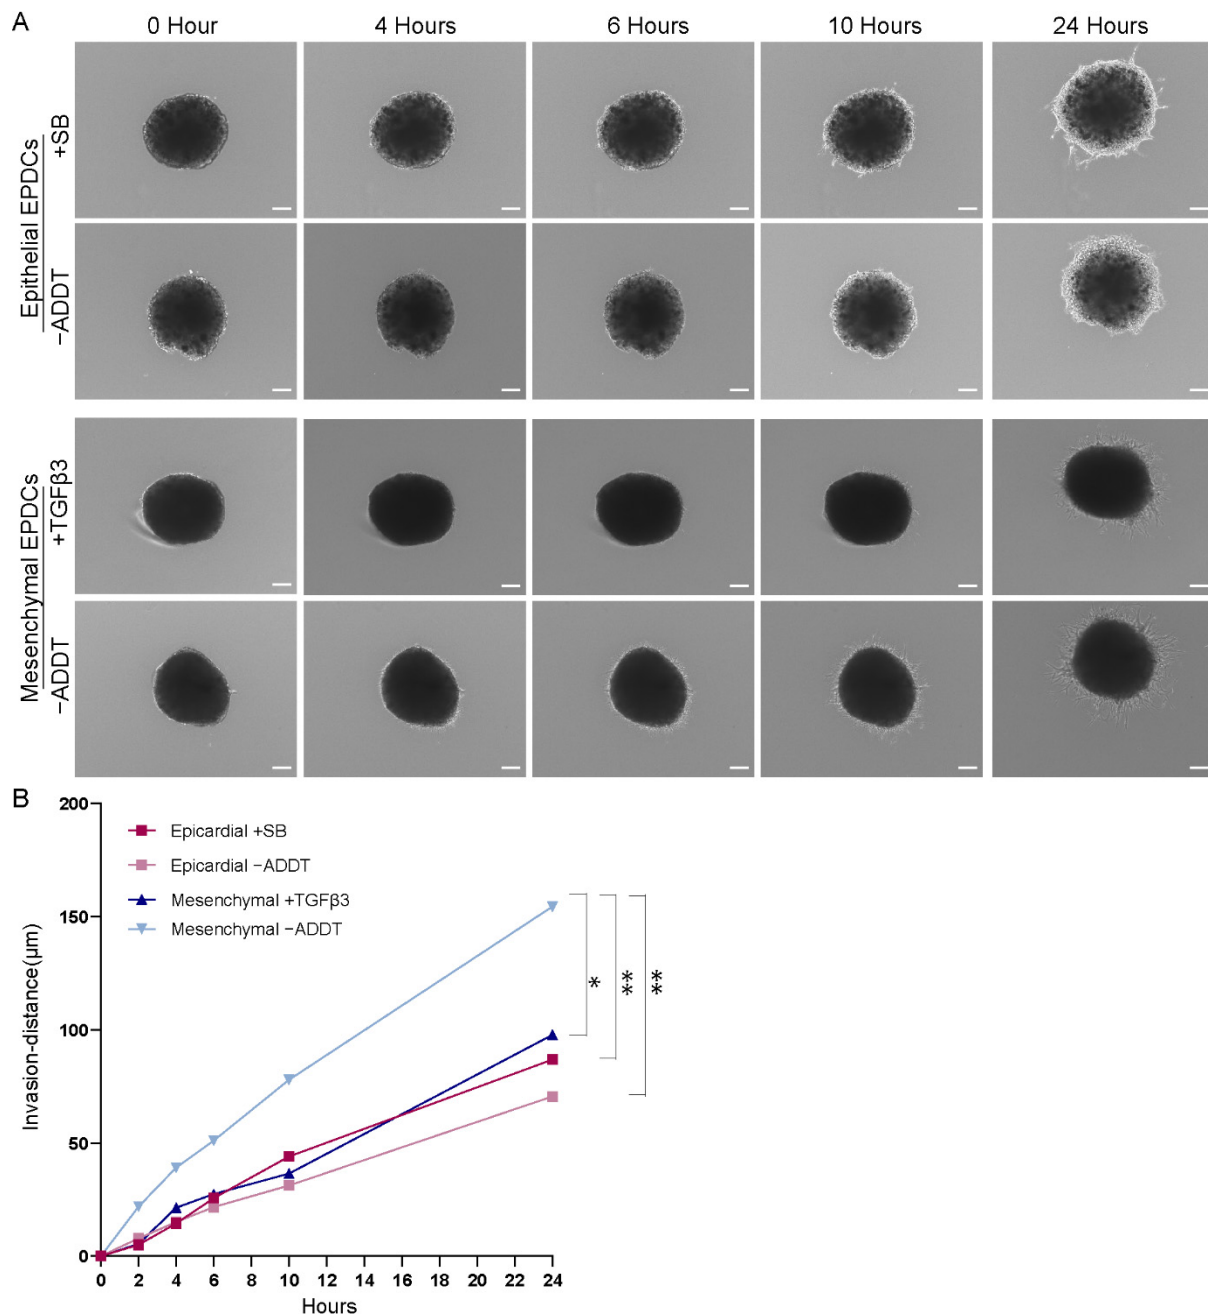 A
0 Hour
4 Hours
6 Hours
10 Hours
24 Hours
Epithelial EPDCs
+SB
−ADDT
Mesenchymal EPDCs
+TGFβ3
−ADDT
B
200
150
100
50
0
Invasion-distance(µm)
Epicardial +SB
Epicardial −ADDT
Mesenchymal +TGFβ3
Mesenchymal −ADDT
*
**
**
0 2 4 6 8 10 12 14 16 18 20 22 24
Hours